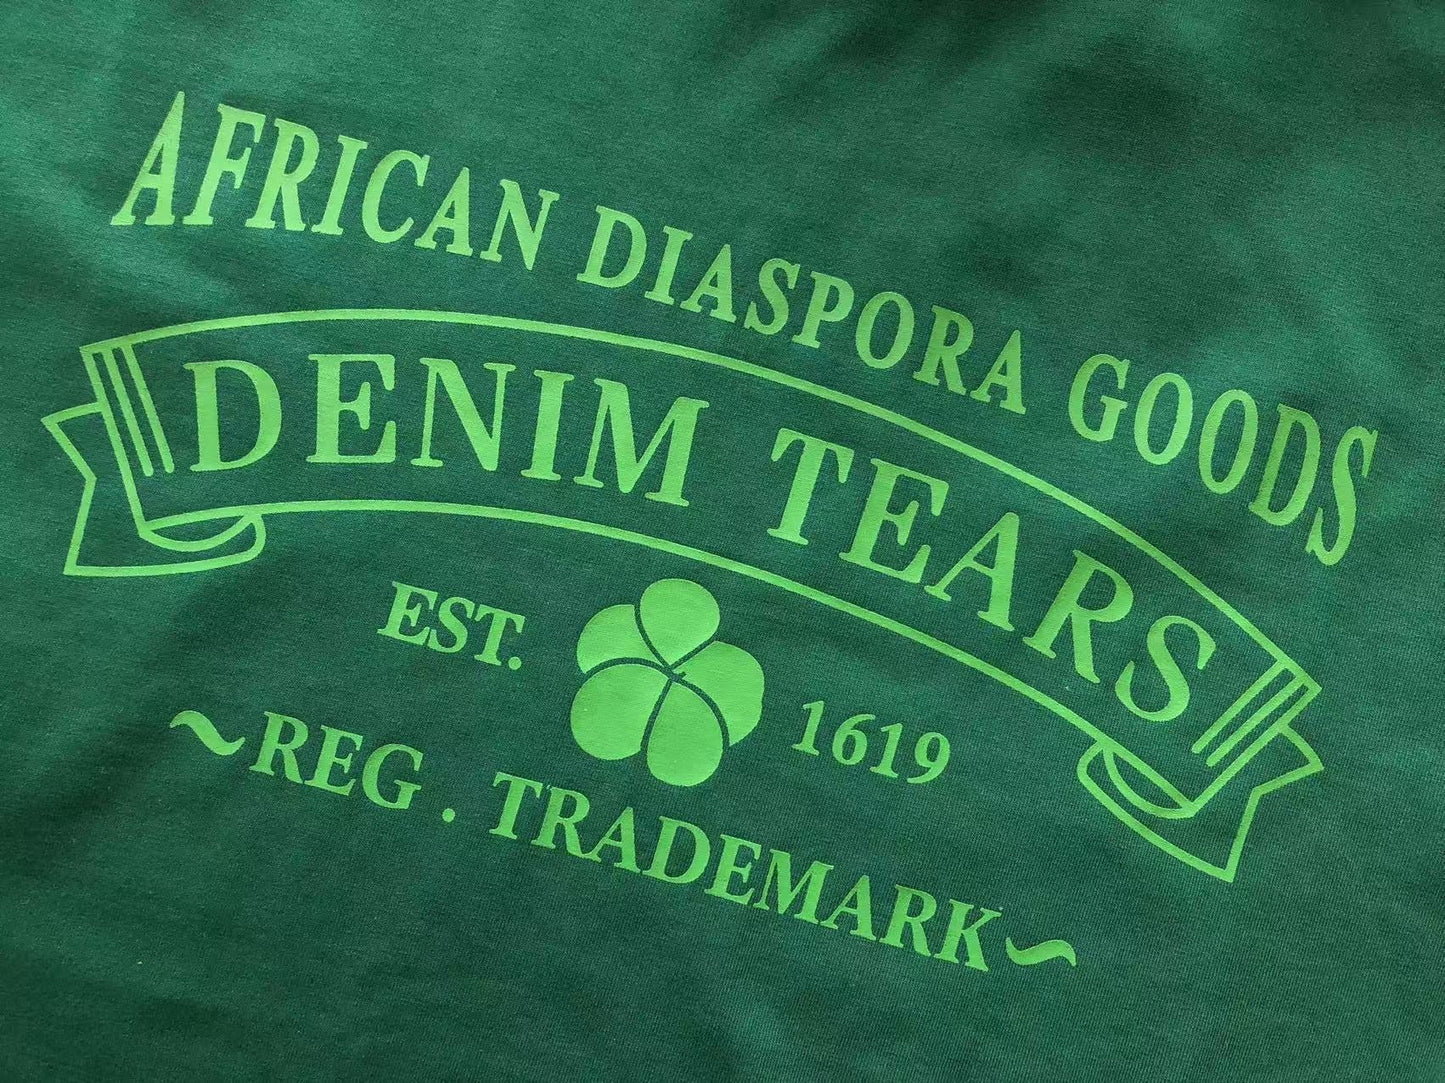 AFRICAN DIASPORA GOODS
DENIM TEARS
EST. 1619
~REG . TRADEMARK~